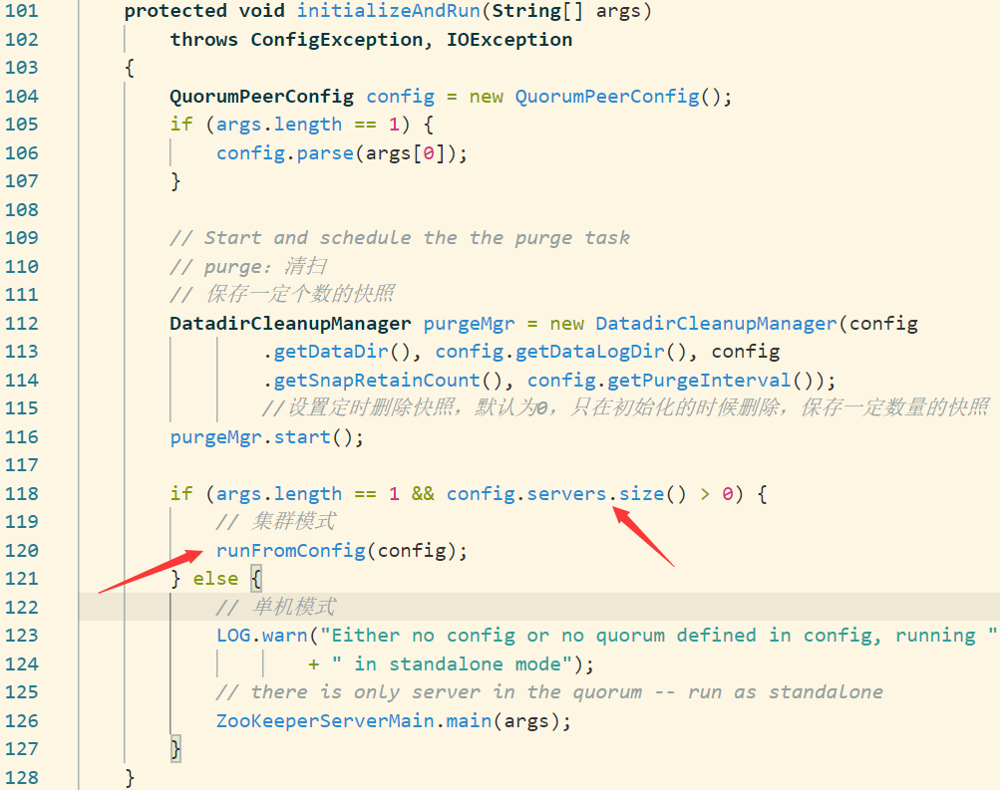 101 protected void initializeAndRun(String[] args)
102 throws ConfigException, IOException
103 {
104 QuorumPeerConfig config = new QuorumPeerConfig();
105 if (args.length == 1) {
106 config.parse(args[0]);
107 }
108
109 // Start and schedule the the purge task
110 // purge：清扫
111 // 保存一定个数的快照
112 DatadirCleanupManager purgeMgr = new DatadirCleanupManager(config
113 .getDataDir(), config.getDataLogDir(), config
114 .getSnapRetainCount(), config.getPurgeInterval());
115 //设置定时删除快照，默认为0，只在初始化的时候删除，保存一定数量的快照
116 purgeMgr.start();
117
118 if (args.length == 1 && config.servers.size() > 0) {
119 // 集群模式
120 runFromConfig(config);
121 } else {
122 // 单机模式
123 LOG.warn("Either no config or no quorum defined in config, running "
124 + " in standalone mode");
125 // there is only server in the quorum -- run as standalone
126 ZooKeeperServerMain.main(args);
127 }
128 }